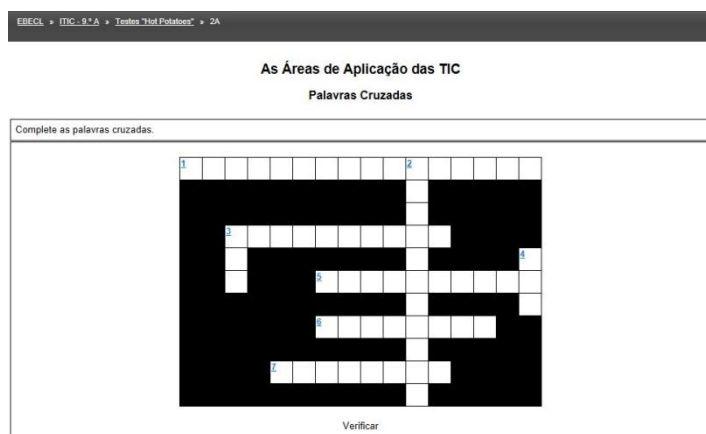 EBECL » ITIC - 9.º A » Testes "Hot Potatoes" » 2A
As Áreas de Aplicação das TIC
Palavras Cruzadas
Complete as palavras cruzadas.
1 2
3
4
5
6
7
Verificar